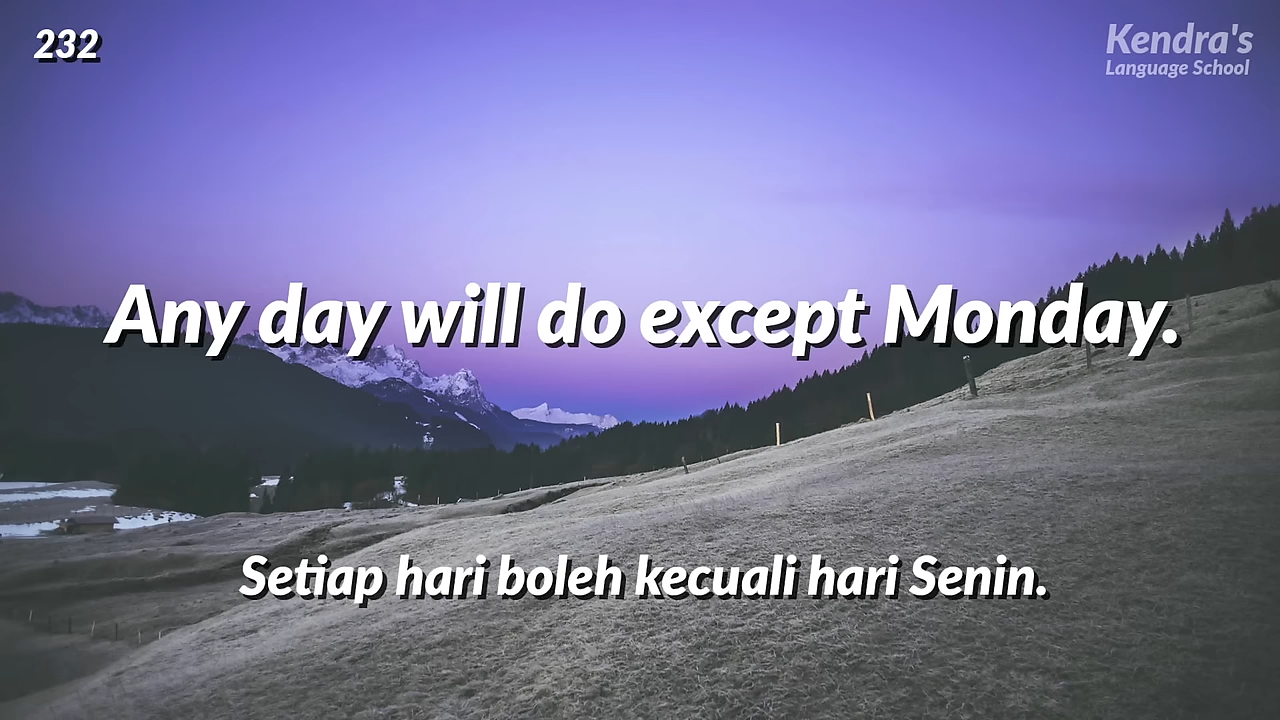 232
Kendra's
Language School
Any day will do except Monday.
Setiap hari boleh kecuali hari Senin.